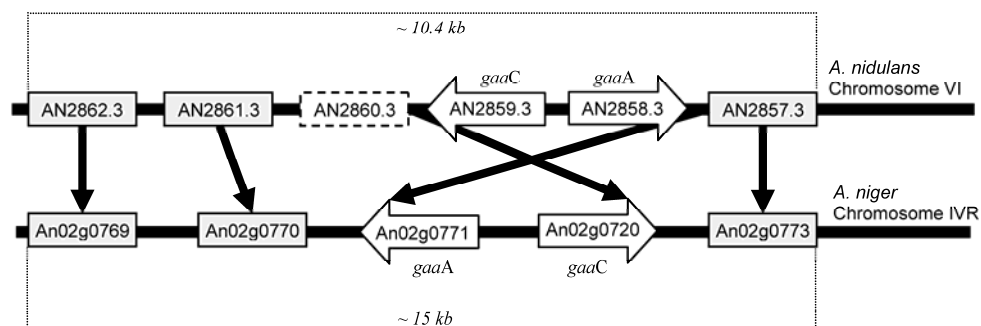 ~ 10.4 kb
gaaC gaaA
A. nidulans
Chromosome VI
AN2862.3 AN2861.3 AN2860.3 AN2859.3 AN2858.3 AN2857.3
A. niger
Chromosome IVR
An02g0769 An02g0770 An02g0771 An02g0720 An02g0773
gaaA gaaC
~ 15 kb